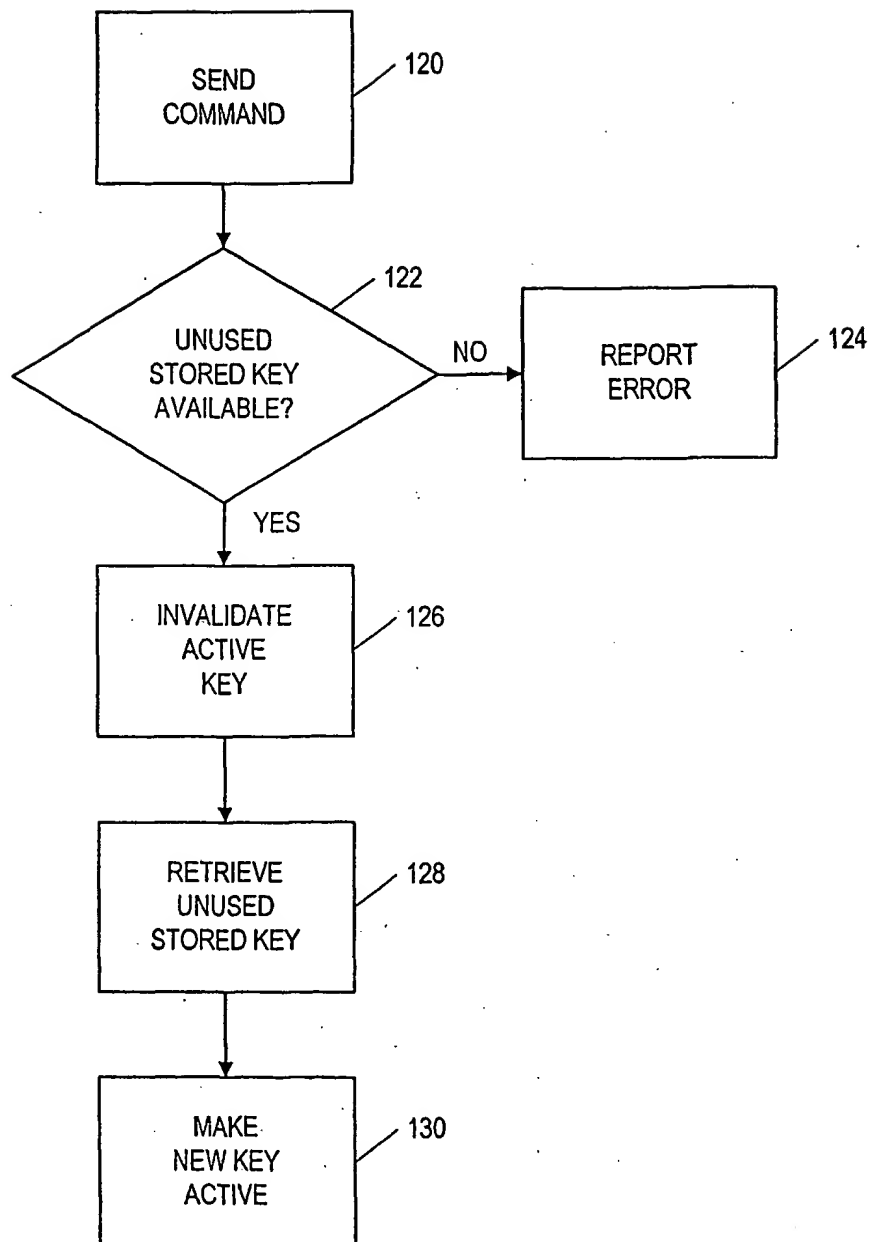 SEND
COMMAND
120
122
UNUSED
STORED KEY
AVAILABLE?
NO
REPORT
ERROR
124
YES
INVALIDATE
ACTIVE
KEY
126
RETRIEVE
UNUSED
STORED KEY
128
MAKE
NEW KEY
ACTIVE
130